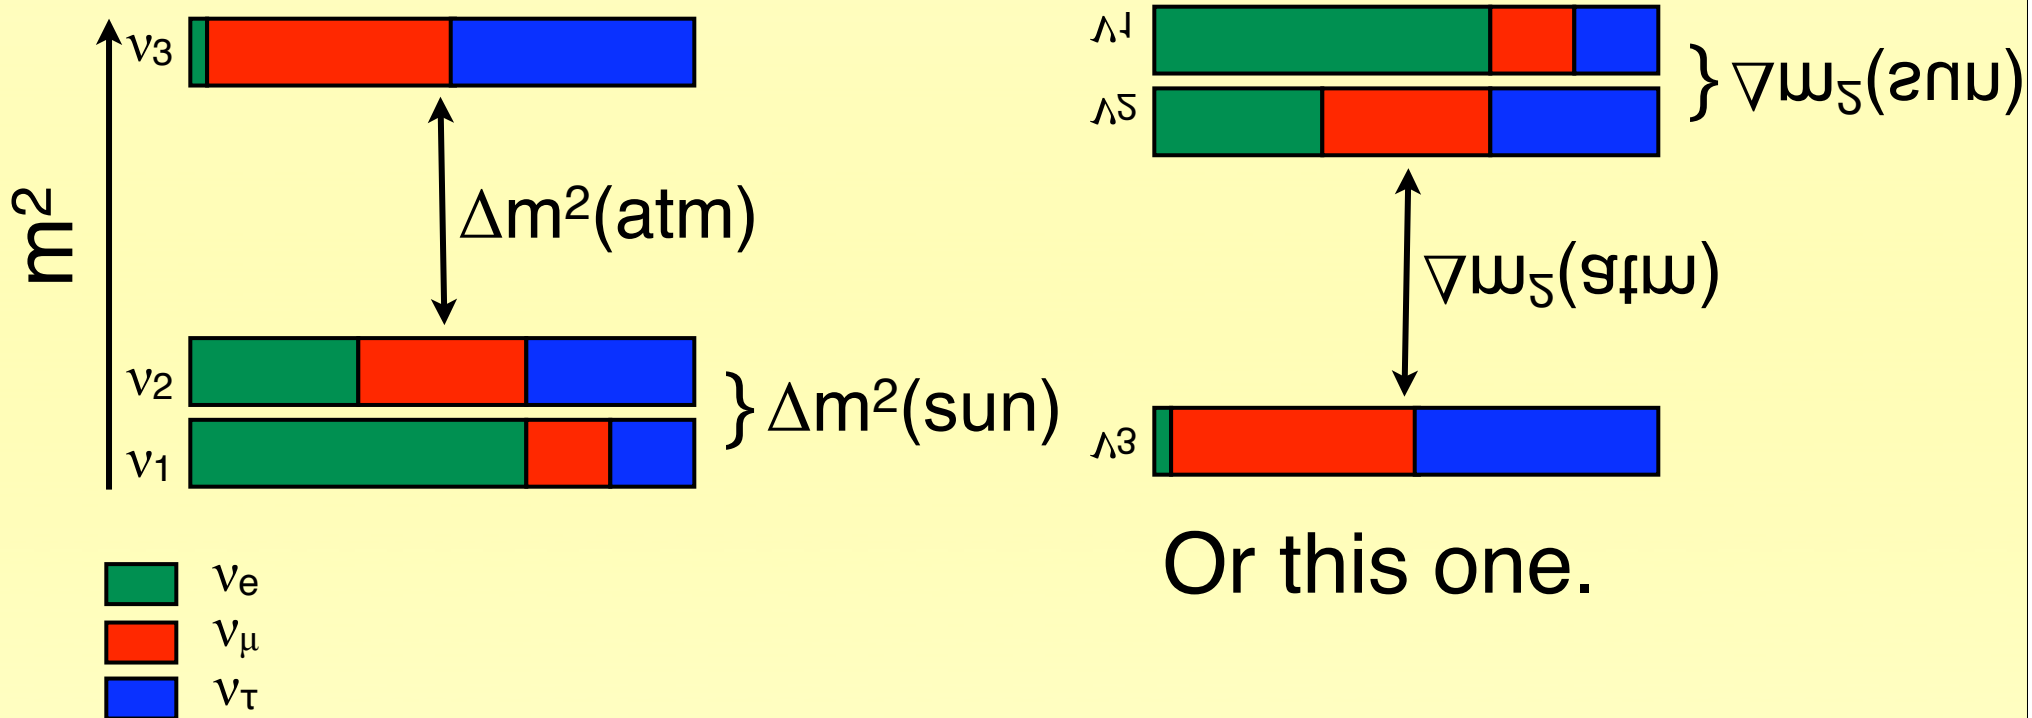 m²
ν3
Δm²(atm)
ν2
ν1
} Δm²(sun)
νe
νμ
ντ
ν1
ν2
} Δm²(sun)
Δm²(atm)
ν3
Or this one.